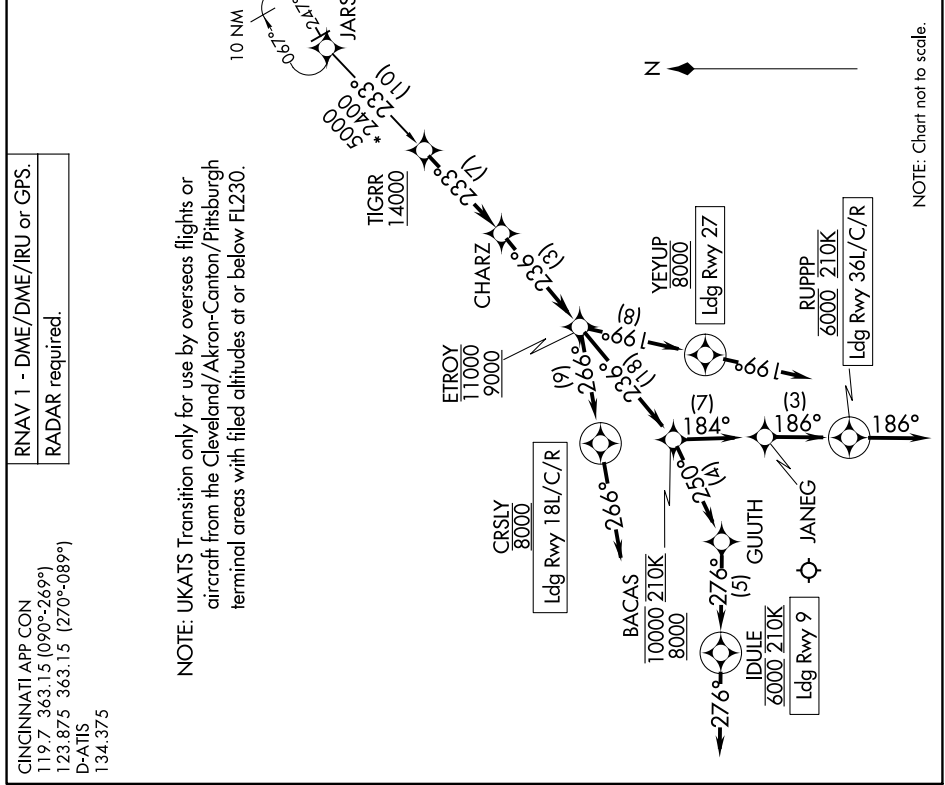 CINCINNATI APP CON
119.7 363.15 (090°-269°)
123.875 363.15 (270°-089°)
D-ATIS
134.375
RNAV 1 - DME/DME/IRU or GPS.
RADAR required.
NOTE: UKATS Transition only for use by overseas flights or
aircraft from the Cleveland/Akron-Canton/Pittsburgh
terminal areas with filed altitudes at or below FL230.
10 NM
067°
247°
JARS
5000
*2400
233°
(10)
TIGRR
14000
233°
(7)
CHARZ
236°
(3)
ETROY
11000
9000
266°
(9)
236°
(18)
199°
(8)
YEYUP
8000
Ldg Rwy 27
199°
CRSLY
8000
Ldg Rwy 18L/C/R
266°
BACAS
10000 210K
8000
250°
(4)
GUUTH
276°
(5)
IDULE
6000 210K
Ldg Rwy 9
276°
(7)
184°
JANEG
(3)
186°
RUPPP
6000 210K
Ldg Rwy 36L/C/R
186°
N
NOTE: Chart not to scale.